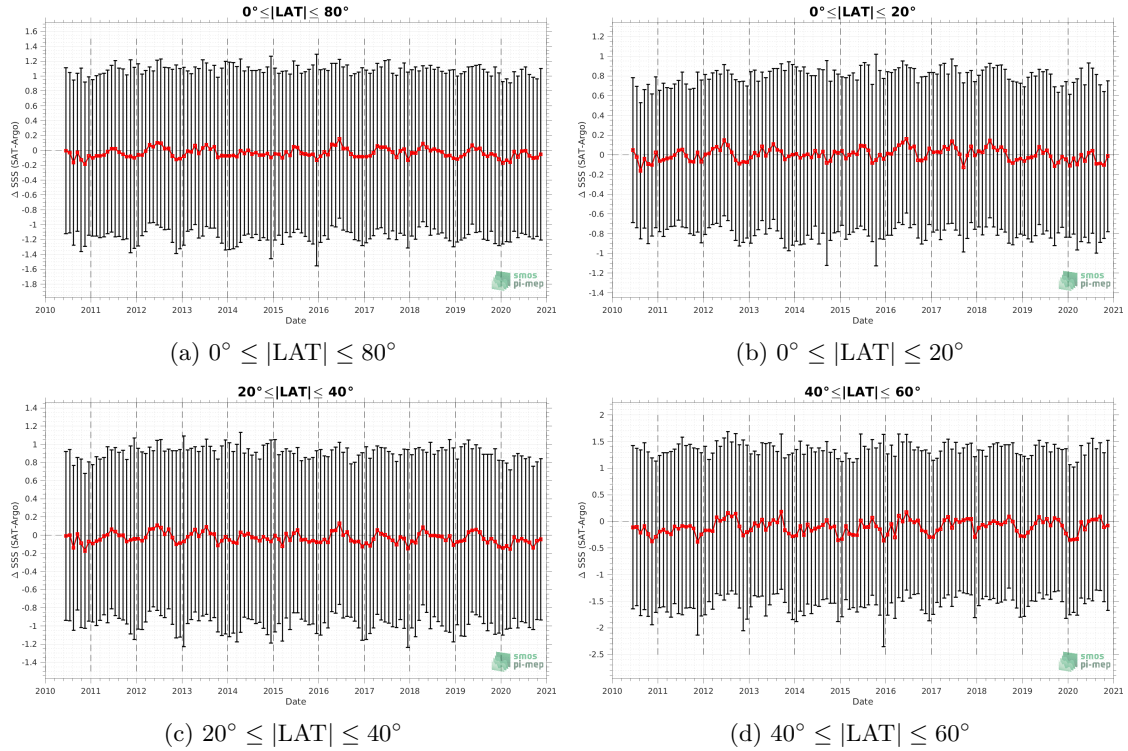 0°≤|LAT|≤ 80°
1.6
1.4
1.2
1
0.8
0.6
0.4
0.2
0
-0.2
-0.4
-0.6
-0.8
-1
-1.2
-1.4
-1.6
-1.8
Δ SSS (SAT-Argo)
2010 2011 2012 2013 2014 2015 2016 2017 2018 2019 2020 2021
Date
smos
pi-mep
(a) 0° ≤ |LAT| ≤ 80°
0°≤|LAT|≤ 20°
1.2
1
0.8
0.6
0.4
0.2
0
-0.2
-0.4
-0.6
-0.8
-1
-1.2
-1.4
Δ SSS (SAT-Argo)
2010 2011 2012 2013 2014 2015 2016 2017 2018 2019 2020 2021
Date
smos
pi-mep
(b) 0° ≤ |LAT| ≤ 20°
20°≤|LAT|≤ 40°
1.4
1.2
1
0.8
0.6
0.4
0.2
0
-0.2
-0.4
-0.6
-0.8
-1
-1.2
-1.4
Δ SSS (SAT-Argo)
2010 2011 2012 2013 2014 2015 2016 2017 2018 2019 2020 2021
Date
smos
pi-mep
(c) 20° ≤ |LAT| ≤ 40°
40°≤|LAT|≤ 60°
2
1.5
1
0.5
0
-0.5
-1
-1.5
-2
-2.5
Δ SSS (SAT-Argo)
2010 2011 2012 2013 2014 2015 2016 2017 2018 2019 2020 2021
Date
smos
pi-mep
(d) 40° ≤ |LAT| ≤ 60°